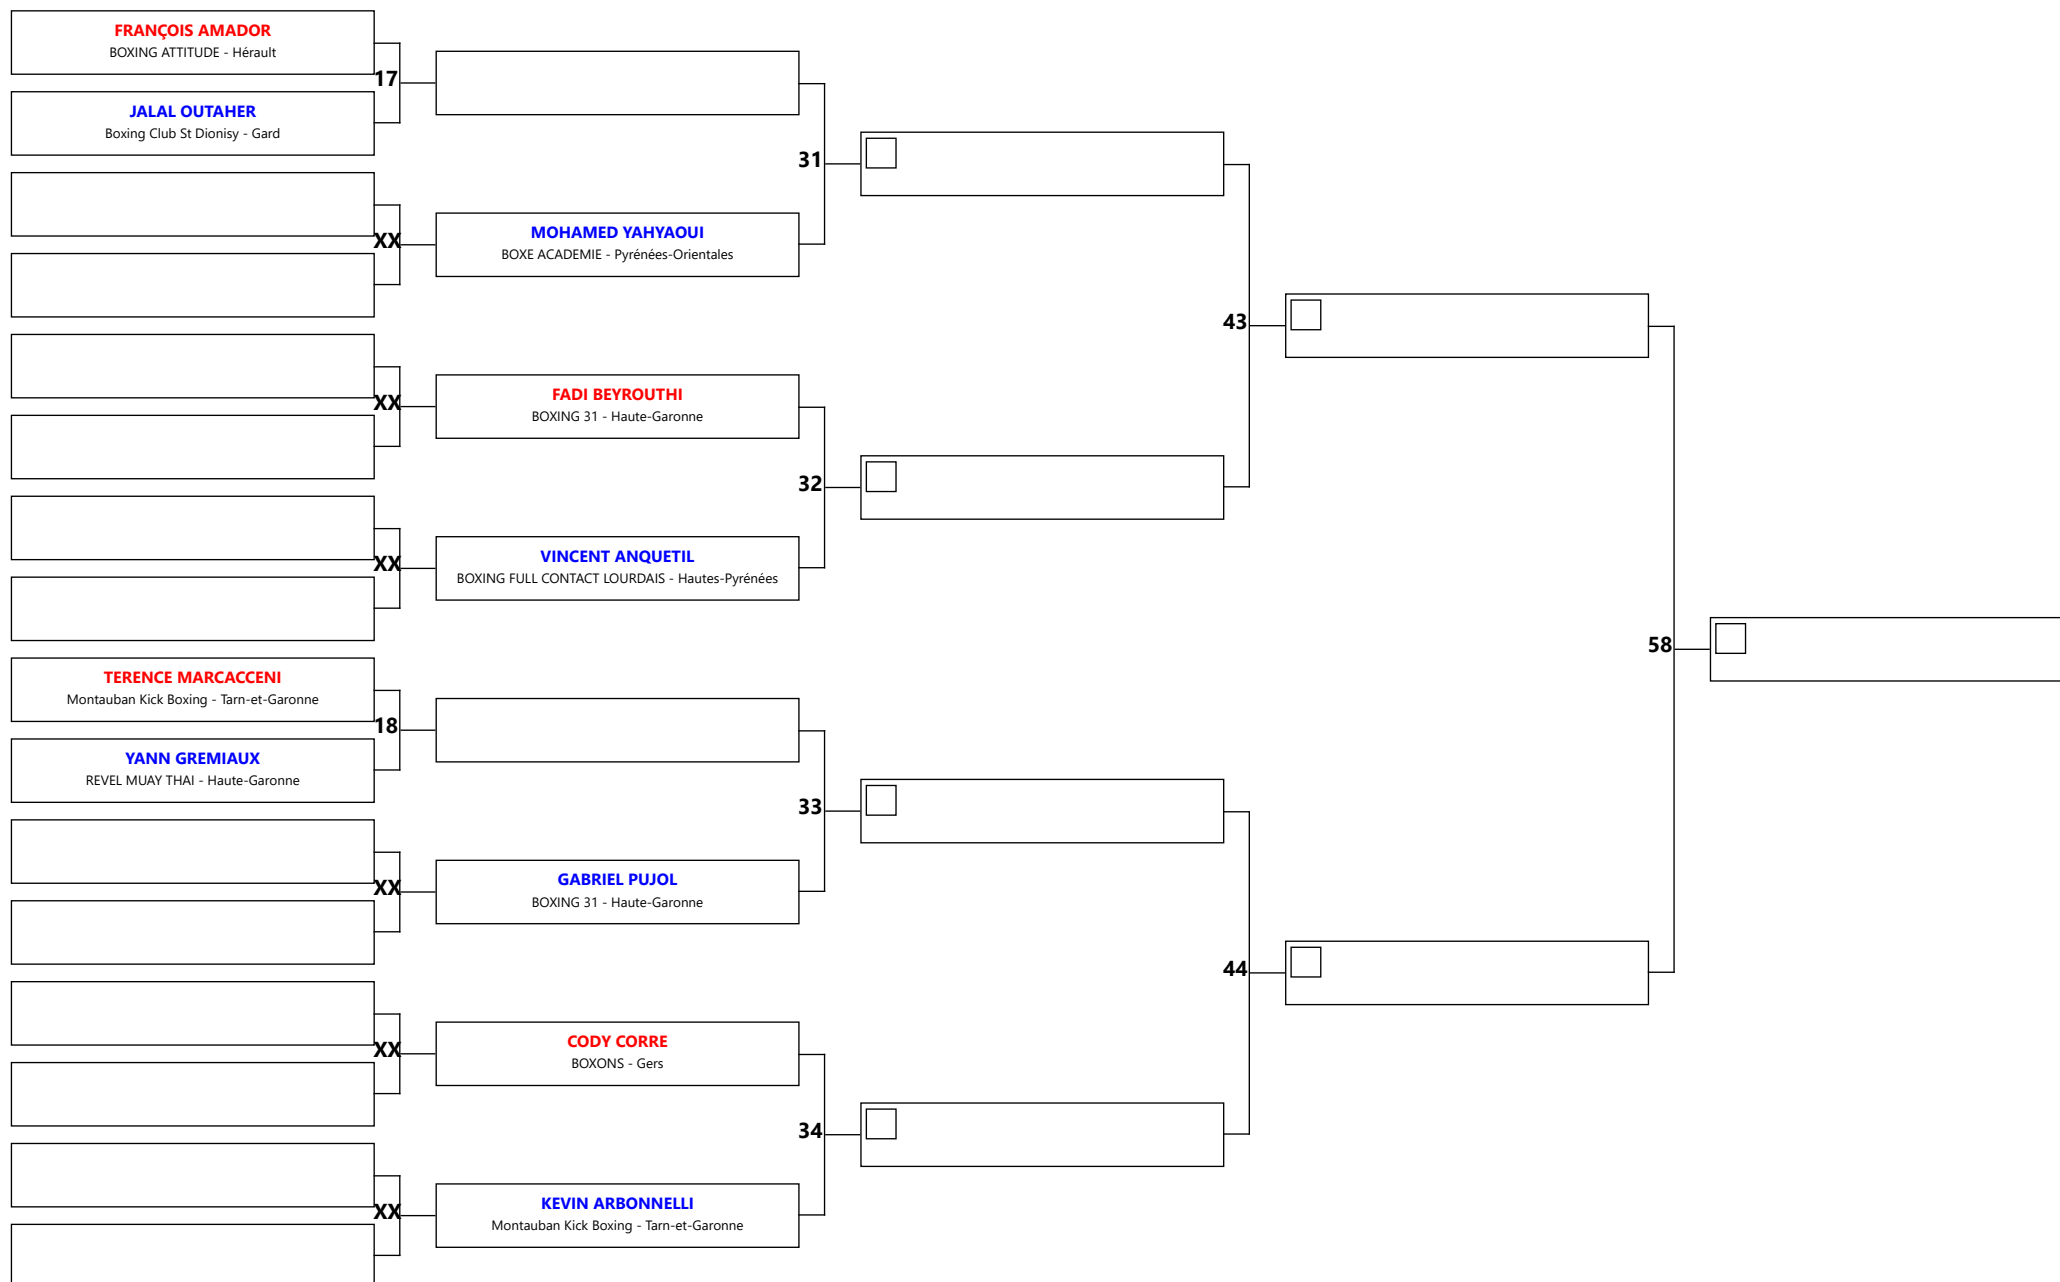 FRANÇOIS AMADOR
BOXING ATTITUDE - Hérault
17
JALAL OUTAHER
Boxing Club St Dionisy - Gard
31
XX
MOHAMED YAHYAOUI
BOXE ACADEMIE - Pyrénées-Orientales
43
XX
FADI BEYROUTHI
BOXING 31 - Haute-Garonne
32
XX
VINCENT ANQUETIL
BOXING FULL CONTACT LOURDAIS - Hautes-Pyrénées
58
TERENCE MARCACCENI
Montauban Kick Boxing - Tarn-et-Garonne
18
YANN GREMIAUX
REVEL MUAY THAI - Haute-Garonne
33
XX
GABRIEL PUJOL
BOXING 31 - Haute-Garonne
44
XX
CODY CORRE
BOXONS - Gers
34
XX
KEVIN ARBONNELLI
Montauban Kick Boxing - Tarn-et-Garonne